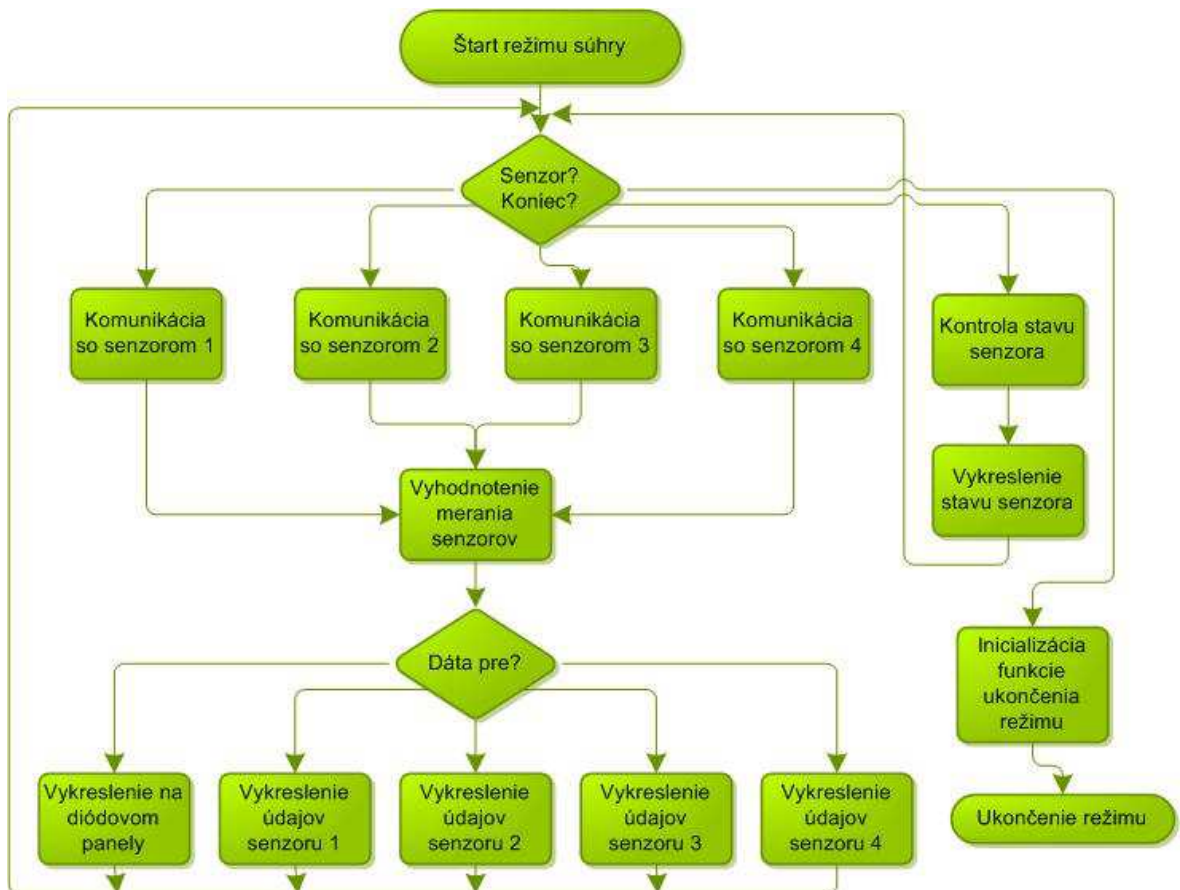 Štart režimu súhry
Senzor?
Koniec?
Komunikácia
so senzorom 1
Komunikácia
so senzorom 2
Komunikácia
so senzorom 3
Komunikácia
so senzorom 4
Kontrola stavu
senzora
Vyhodnotenie
merania
senzorov
Vykreslenie
stavu senzora
Dáta pre?
Inicializácia
funkcie
ukončenia
režimu
Vykreslenie na
diódovom
panely
Vykreslenie
údajov
senzoru 1
Vykreslenie
údajov
senzoru 2
Vykreslenie
údajov
senzoru 3
Vykreslenie
údajov
senzoru 4
Ukončenie režimu